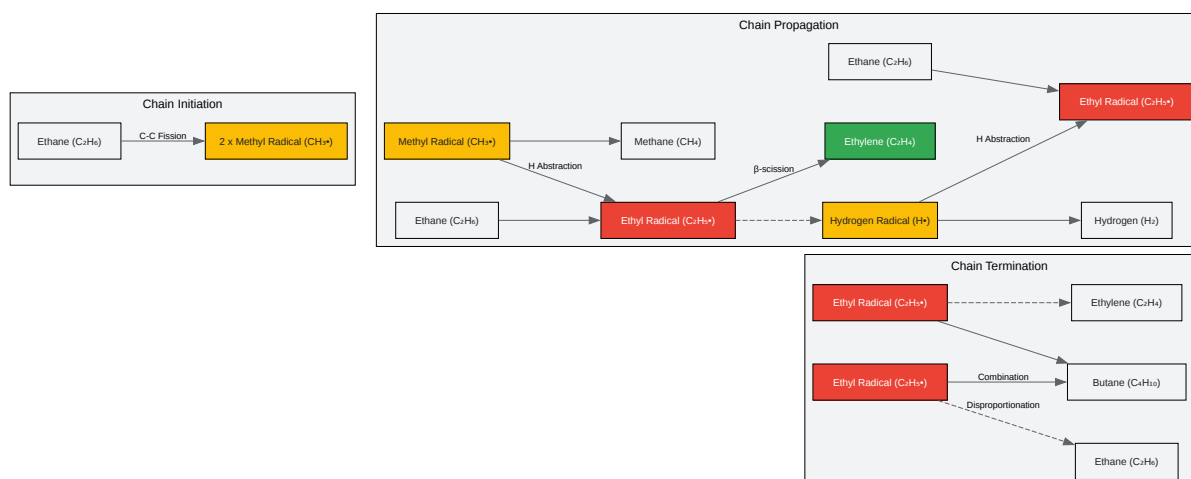 Chain Initiation
Ethane (C₂H₆)
C-C Fission
2 x Methyl Radical (CH₃•)
Chain Propagation
Ethane (C₂H₆)
Ethyl Radical (C₂H₅•)
Methyl Radical (CH₃•)
Methane (CH₄)
Ethylene (C₂H₄)
H Abstraction
H Abstraction
β-scission
Ethane (C₂H₆)
Ethyl Radical (C₂H₅•)
Hydrogen Radical (H•)
Hydrogen (H₂)
Chain Termination
Ethyl Radical (C₂H₅•)
Ethylene (C₂H₄)
Ethyl Radical (C₂H₅•)
Combination
Butane (C₄H₁₀)
Disproportionation
Ethane (C₂H₆)